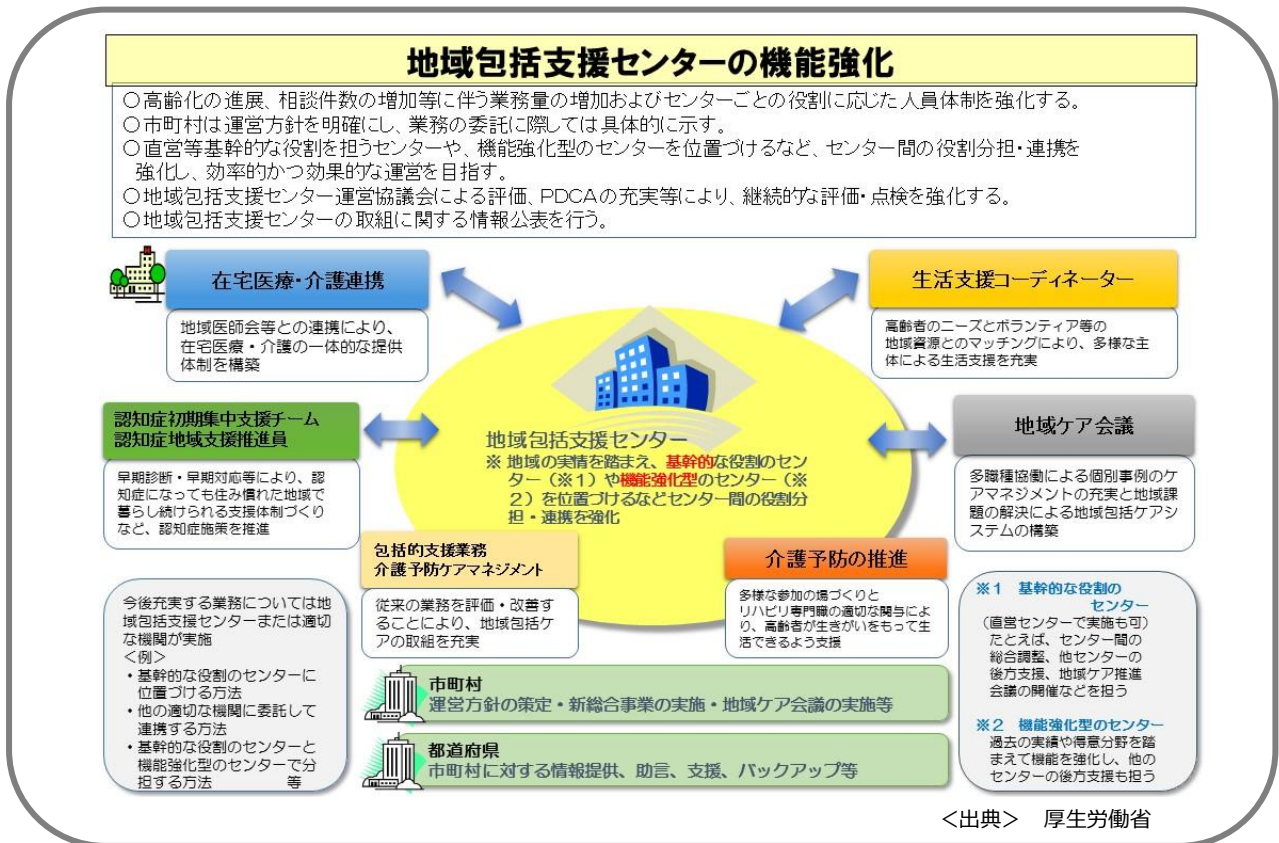 地域包括支援センターの機能強化
○高齢化の進展、相談件数の増加等に伴う業務量の増加およびセンターごとの役割に応じた人員体制を強化する。
○市町村は運営方針を明確にし、業務の委託に際しては具体的に示す。
○直営等基幹的な役割を担うセンターや、機能強化型のセンターを位置づけるなど、センター間の役割分担・連携を
強化し、効率的かつ効果的な運営を目指す。
○地域包括支援センター運営協議会による評価、PDCAの充実等により、継続的な評価・点検を強化する。
○地域包括支援センターの取組に関する情報公表を行う。
在宅医療・介護連携
地域医師会等との連携により、
在宅医療・介護の一体的な提供
体制を構築
生活支援コーディネーター
高齢者のニーズとボランティア等の
地域資源とのマッチングにより、多様な主
体による生活支援を充実
認知症初期集中支援チーム
認知症地域支援推進員
早期診断・早期対応等により、認
知症になっても住み慣れた地域で
暮らし続けられる支援体制づくり
など、認知症施策を推進
地域包括支援センター
※ 地域の実情を踏まえ、基幹的な役割のセン
ター（※１）や機能強化型のセンター（※
２）を位置づけるなどセンター間の役割分
担・連携を強化
地域ケア会議
多職種協働による個別事例のケ
アマネジメントの充実と地域課
題の解決による地域包括ケアシ
ステムの構築
包括的支援業務
介護予防ケアマネジメント
従来の業務を評価・改善す
ることにより、地域包括ケ
アの取組を充実
介護予防の推進
多様な参加の場づくりと
リハビリ専門職の適切な関与によ
り、高齢者が生きがいをもって生
活できるよう支援
今後充実する業務については地
域包括支援センターまたは適切
な機関が実施
＜例＞
・基幹的な役割のセンターに
位置づける方法
・他の適切な機関に委託して
連携する方法
・基幹的な役割のセンターと
機能強化型のセンターで分
担する方法 等
市町村
運営方針の策定・新総合事業の実施・地域ケア会議の実施等
都道府県
市町村に対する情報提供、助言、支援、バックアップ等
※１ 基幹的な役割の
センター
（直営センターで実施も可）
たとえば、センター間の
総合調整、他センターの
後方支援、地域ケア推進
会議の開催などを担う
※２ 機能強化型のセンター
過去の実績や得意分野を踏
まえて機能を強化し、他の
センターの後方支援も担う
＜出典＞ 厚生労働省